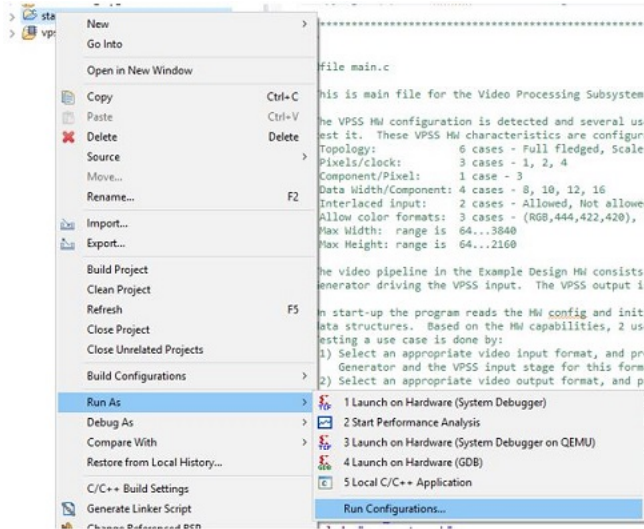 sta
vps
New
Go Into
Open in New Window
Copy Ctrl+C
Paste Ctrl+V
Delete Delete
Source
Move...
Rename... F2
Import...
Export...
Build Project
Clean Project
Refresh F5
Close Project
Close Unrelated Projects
Build Configurations
Run As
Debug As
Compare With
Restore from Local History...
C/C++ Build Settings
Generate Linker Script
Change Referenced BSP
1 Launch on Hardware (System Debugger)
2 Start Performance Analysis
3 Launch on Hardware (System Debugger on QEMU)
4 Launch on Hardware (GDB)
5 Local C/C++ Application
Run Configurations...
file main.c
his is main file for the Video Processing Subsystem
he VPSS HW configuration is detected and several us
est it. These VPSS HW characteristics are configur
Topology: 6 cases - Full fledged, Scale
Pixels/clock: 3 cases - 1, 2, 4
Component/Pixel: 1 case - 3
Data Width/Component: 4 cases - 8, 10, 12, 16
Interlaced input: 2 cases - Allowed, Not allowe
Allow color formats: 3 cases - (RGB,444,422,420),
Max Width: range is 64...3840
Max Height: range is 64...2160
he video pipeline in the Example Design HW consists
enerator driving the VPSS input. The VPSS output i
n start-up the program reads the HW config and init
ata structures. Based on the HW capabilities, 2 us
esting a use case is done by:
1) Select an appropriate video input format, and pr
Generator and the VPSS input stage for this form
2) Select an appropriate video output format, and p